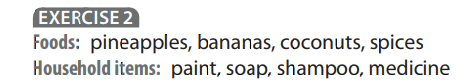 EXERCISE 2
Foods: pineapples, bananas, coconuts, spices
Household items: paint, soap, shampoo, medicine